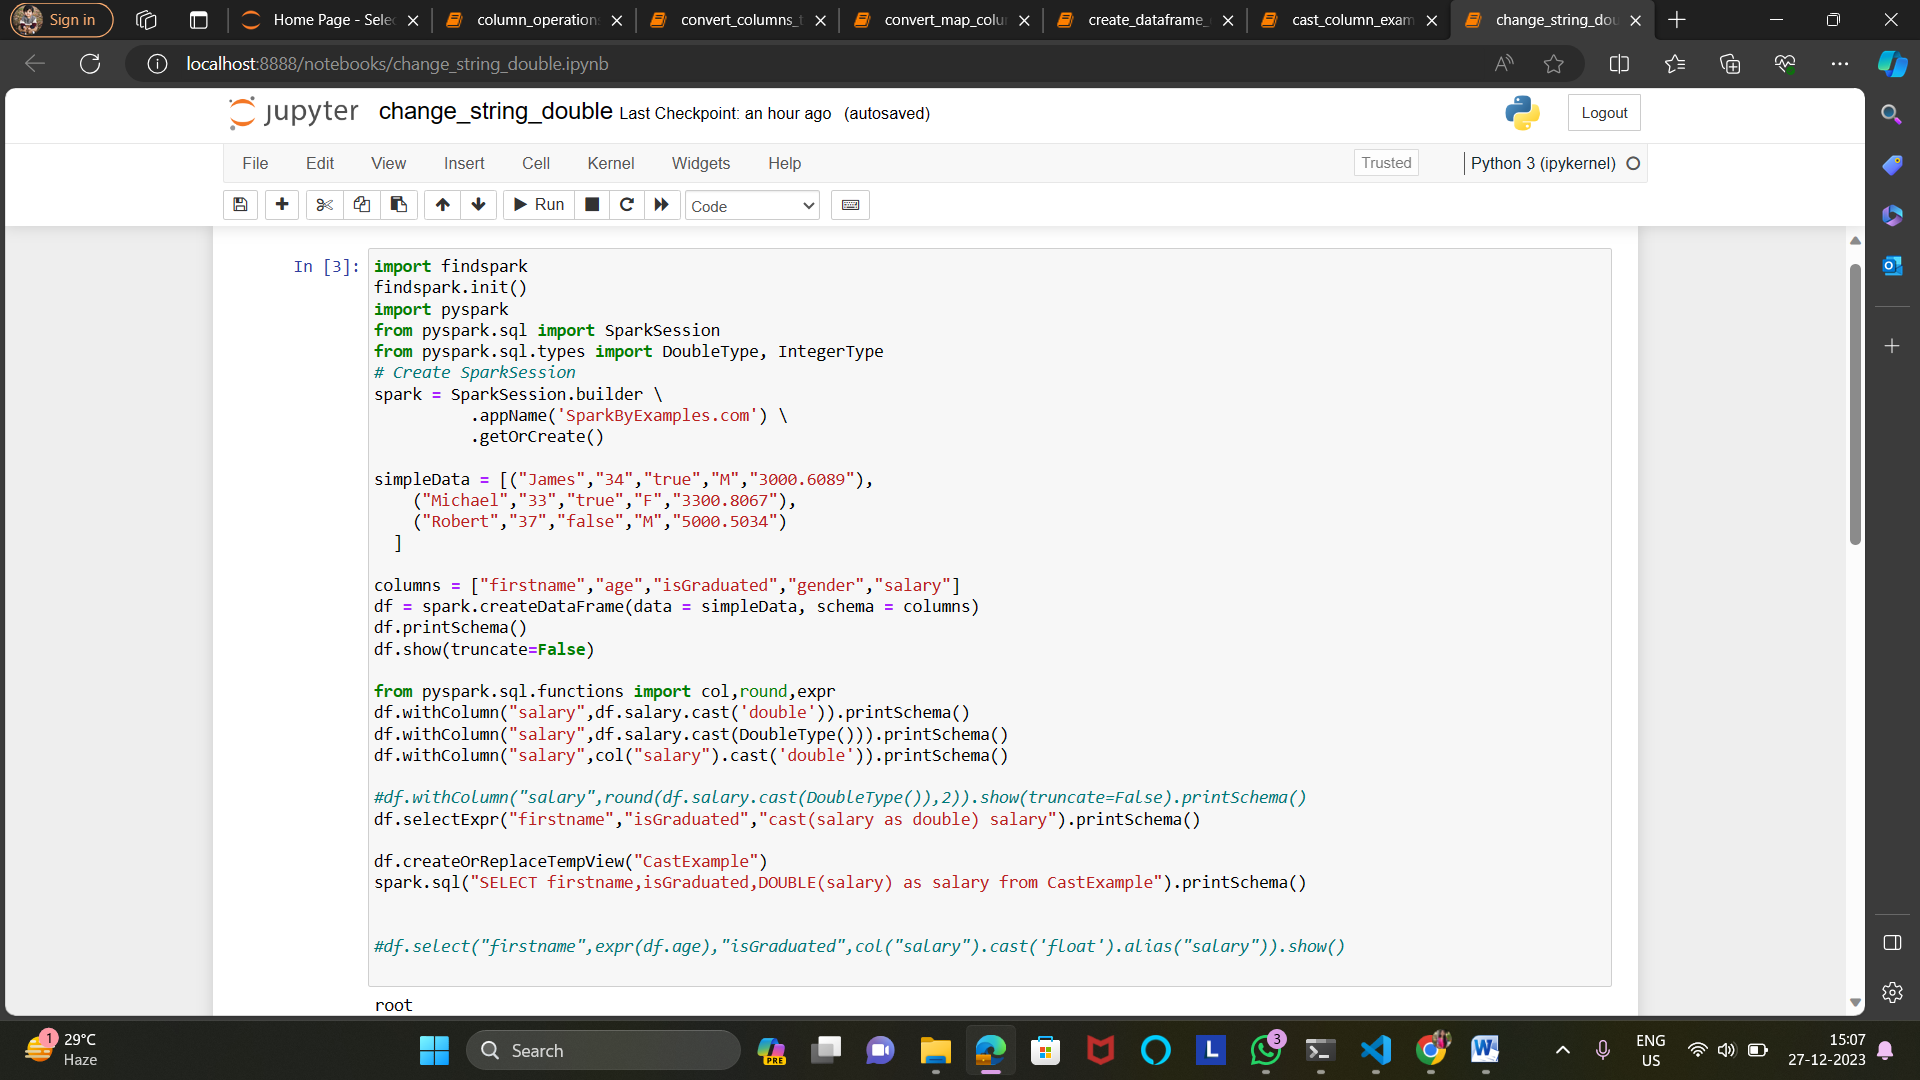 Sign in
Home Page - Selec
column_operation
convert_columns_t
convert_map_colu
create_dataframe_
cast_column_exam
change_string_dou
localhost:8888/notebooks/change_string_double.ipynb
jupyter change_string_double Last Checkpoint: an hour ago (autosaved)
Logout
File Edit View Insert Cell Kernel Widgets Help
Trusted
Python 3 (ipykernel)
Run
Code
In [3]:
import findspark
findspark.init()
import pyspark
from pyspark.sql import SparkSession
from pyspark.sql.types import DoubleType, IntegerType
# Create SparkSession
spark = SparkSession.builder \
          .appName('SparkByExamples.com') \
          .getOrCreate()
simpleData = [("James","34","true","M","3000.6089"),
    ("Michael","33","true","F","3300.8067"),
    ("Robert","37","false","M","5000.5034")
  ]
columns = ["firstname","age","isGraduated","gender","salary"]
df = spark.createDataFrame(data = simpleData, schema = columns)
df.printSchema()
df.show(truncate=False)
from pyspark.sql.functions import col,round,expr
df.withColumn("salary",df.salary.cast('double')).printSchema()
df.withColumn("salary",df.salary.cast(DoubleType())).printSchema()
df.withColumn("salary",col("salary").cast('double')).printSchema()
#df.withColumn("salary",round(df.salary.cast(DoubleType()),2)).show(truncate=False).printSchema()
df.selectExpr("firstname","isGraduated","cast(salary as double) salary").printSchema()
df.createOrReplaceTempView("CastExample")
spark.sql("SELECT firstname,isGraduated,DOUBLE(salary) as salary from CastExample").printSchema()
#df.select("firstname",expr(df.age),"isGraduated",col("salary").cast('float').alias("salary")).show()
root
1
29°C
Haze
Search
PRE
L
3
ENG
US
15:07
27-12-2023